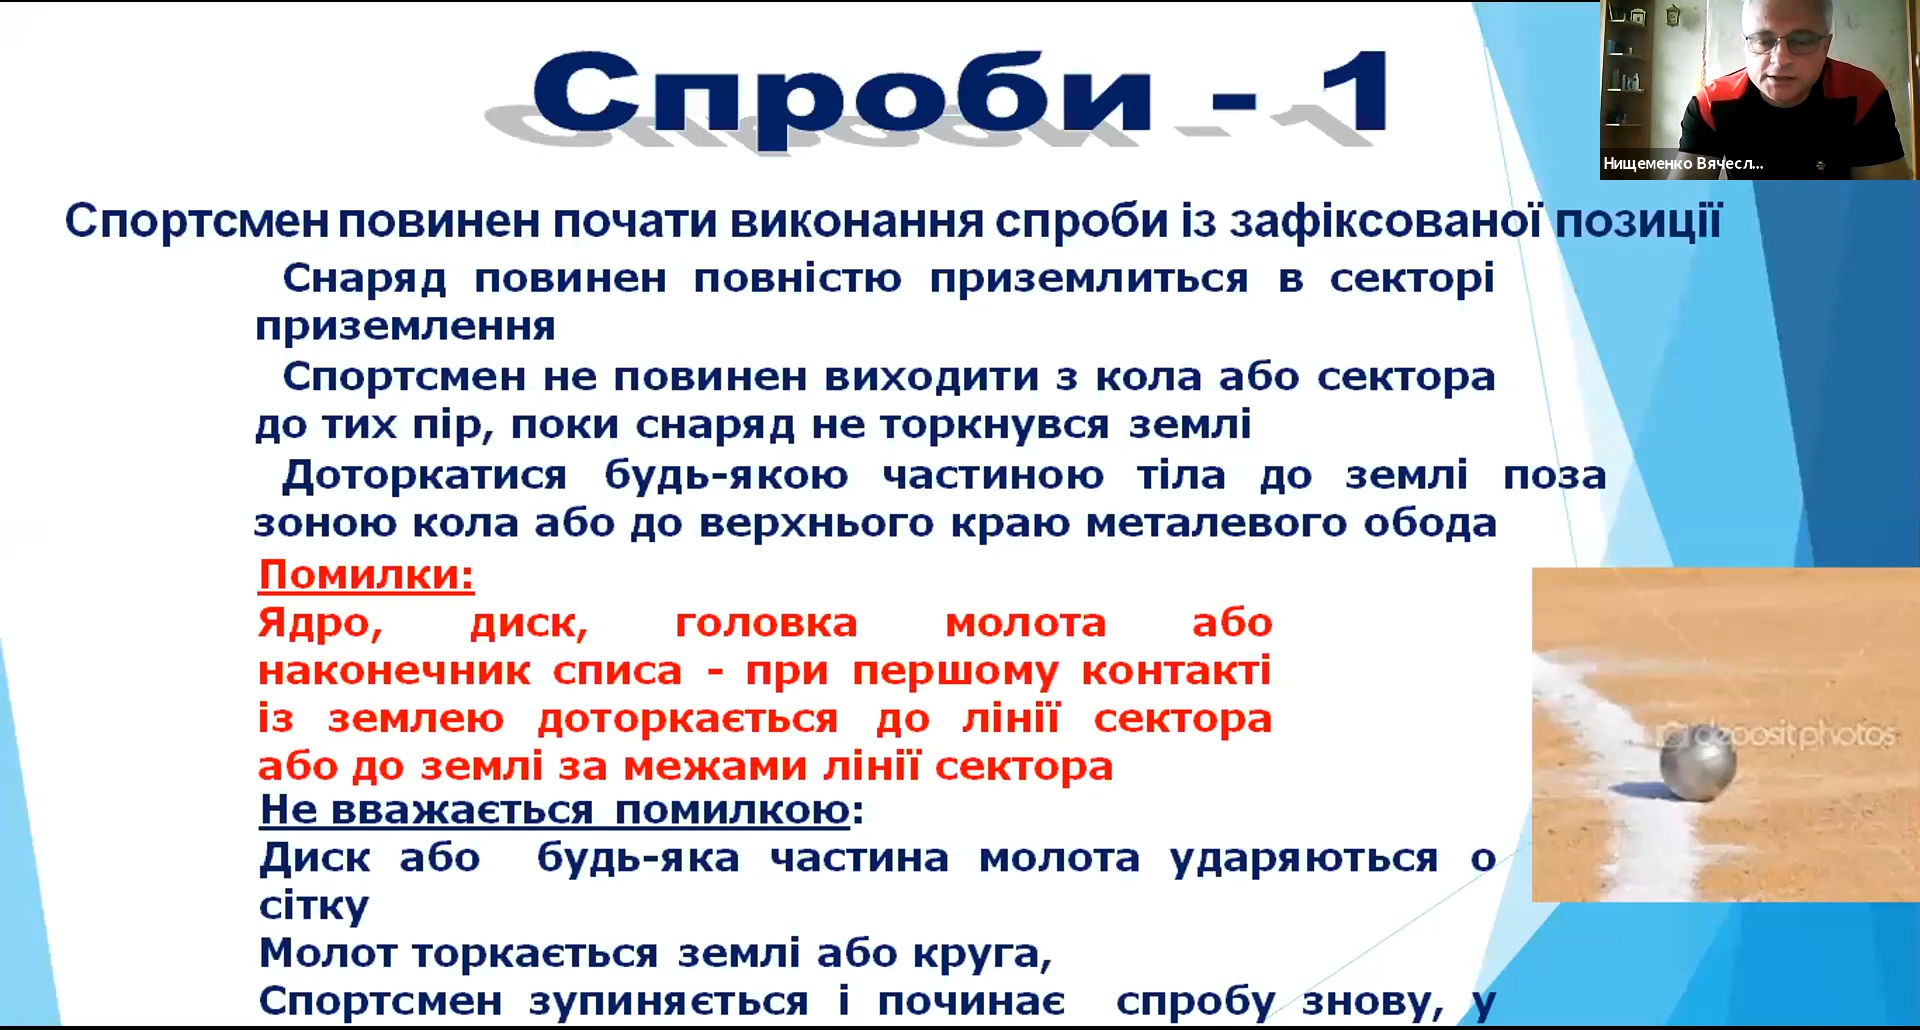 Спроби - 1
Нищеменко Вячесл...
Спортсмен повинен почати виконання спроби із зафіксованої позиції
Снаряд повинен повністю приземлиться в секторі
приземлення
Спортсмен не повинен виходити з кола або сектора
до тих пір, поки снаряд не торкнувся землі
Доторкатися будь-якою частиною тіла до землі поза
зоною кола або до верхнього краю металевого обода
Помилки:
Ядро, диск, головка молота або
наконечник списа - при першому контакті
із землею доторкається до лінії сектора
або до землі за межами лінії сектора
depositphotos
Не вважається помилкою:
Диск або будь-яка частина молота ударяються о
сітку
Молот торкається землі або круга,
Спортсмен зупиняється і починає спробу знову, у